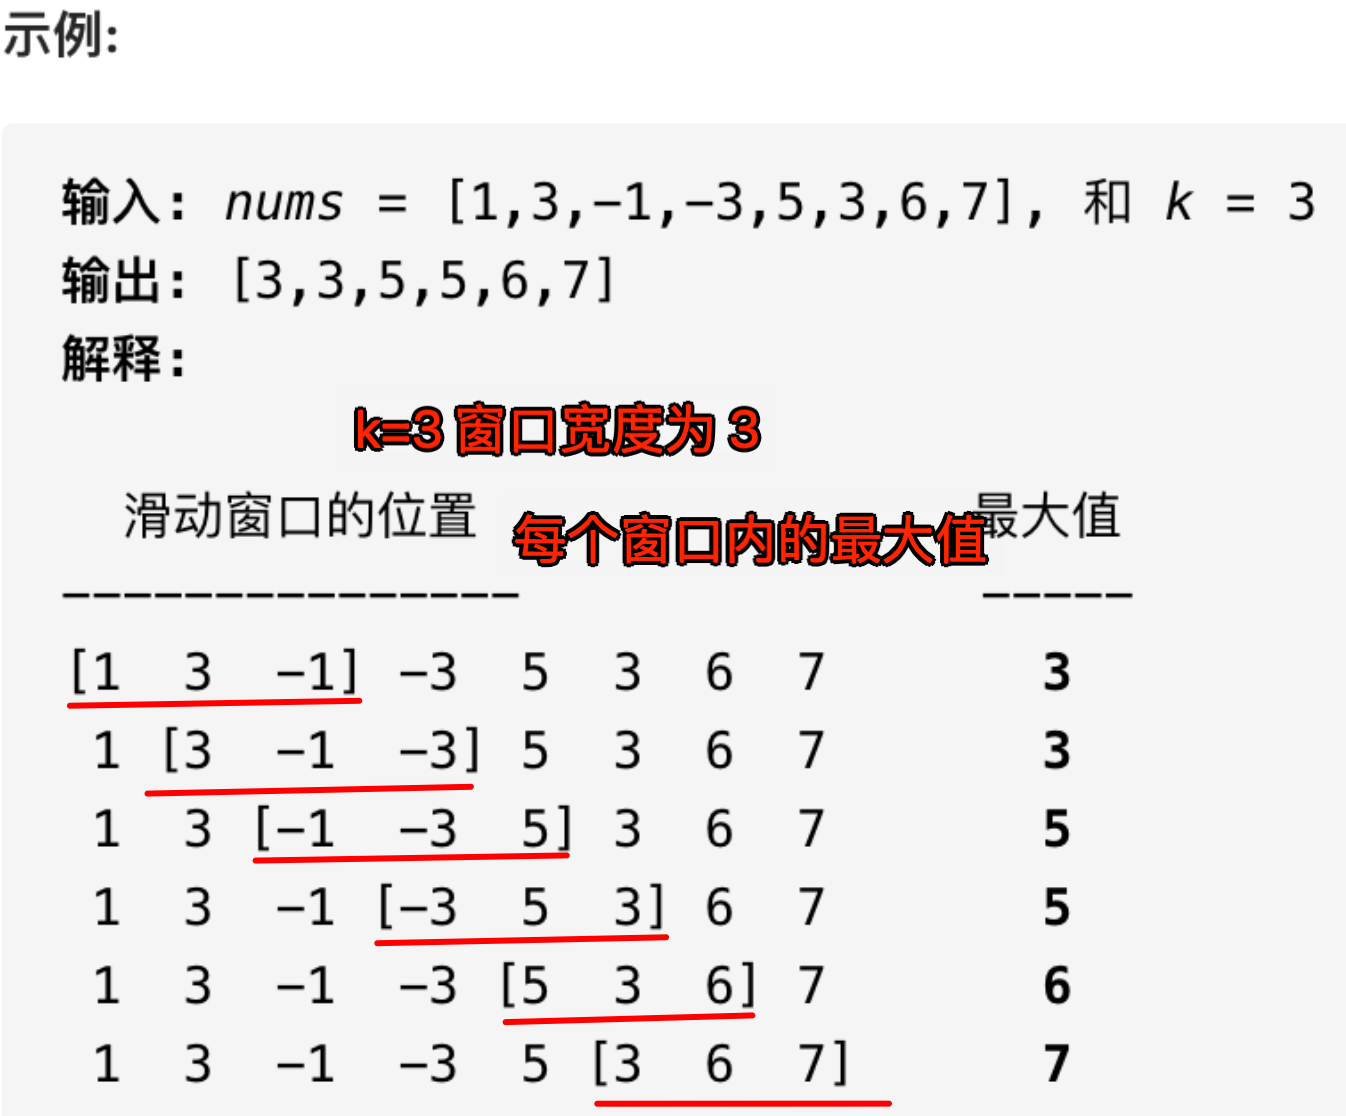 示例:
输入: nums = [1,3,-1,-3,5,3,6,7], 和 k = 3
输出: [3,3,5,5,6,7]
解释:
k=3 窗口宽度为 3
滑动窗口的位置 最大值
每个窗口内的最大值
--------------- -----
[1 3 -1] -3 5 3 6 7 3
1 [3 -1 -3] 5 3 6 7 3
1 3 [-1 -3 5] 3 6 7 5
1 3 -1 [-3 5 3] 6 7 5
1 3 -1 -3 [5 3 6] 7 6
1 3 -1 -3 5 [3 6 7] 7